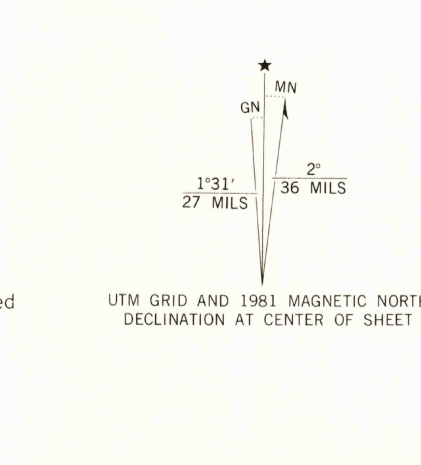 MN
GN
2°
36 MILS
1°31′
27 MILS
ed
UTM GRID AND 1981 MAGNETIC NORTH
DECLINATION AT CENTER OF SHEET